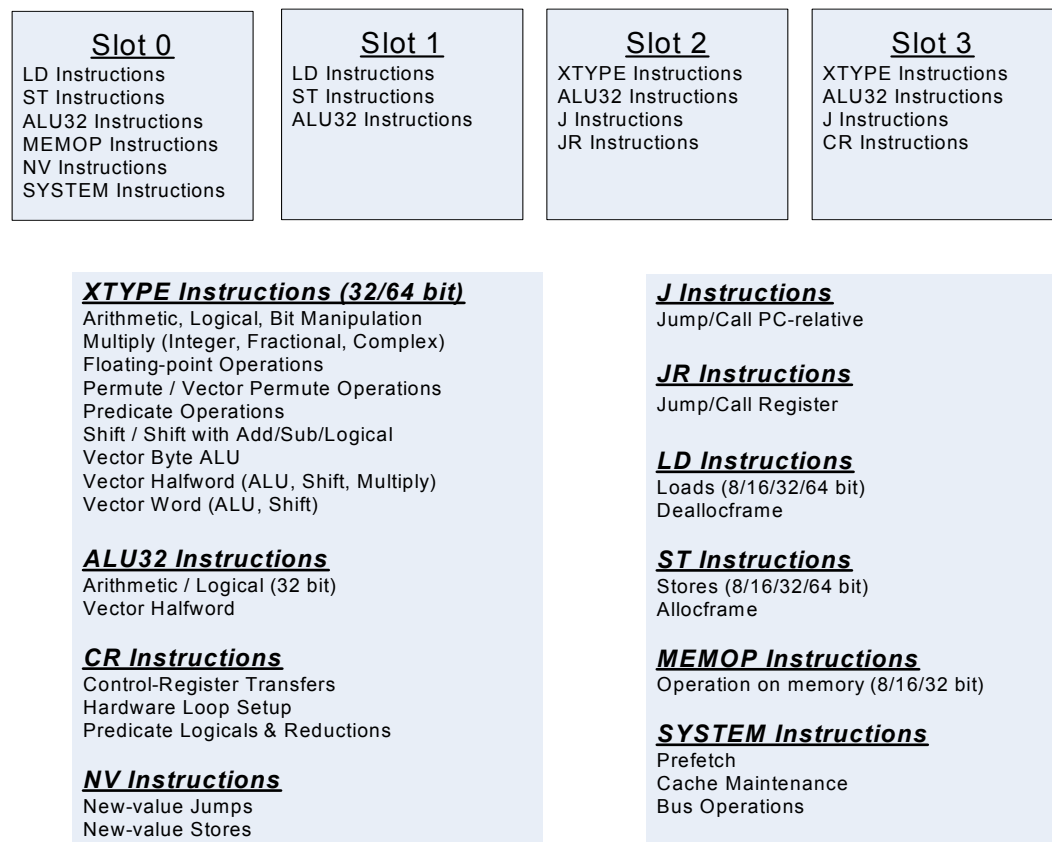 Slot 0
LD Instructions
ST Instructions
ALU32 Instructions
MEMOP Instructions
NV Instructions
SYSTEM Instructions
Slot 1
LD Instructions
ST Instructions
ALU32 Instructions
Slot 2
XTYPE Instructions
ALU32 Instructions
J Instructions
JR Instructions
Slot 3
XTYPE Instructions
ALU32 Instructions
J Instructions
CR Instructions
XTYPE Instructions (32/64 bit)
Arithmetic, Logical, Bit Manipulation
Multiply (Integer, Fractional, Complex)
Floating-point Operations
Permute / Vector Permute Operations
Predicate Operations
Shift / Shift with Add/Sub/Logical
Vector Byte ALU
Vector Halfword (ALU, Shift, Multiply)
Vector Word (ALU, Shift)
ALU32 Instructions
Arithmetic / Logical (32 bit)
Vector Halfword
CR Instructions
Control-Register Transfers
Hardware Loop Setup
Predicate Logicals & Reductions
NV Instructions
New-value Jumps
New-value Stores
J Instructions
Jump/Call PC-relative
JR Instructions
Jump/Call Register
LD Instructions
Loads (8/16/32/64 bit)
Deallocframe
ST Instructions
Stores (8/16/32/64 bit)
Allocframe
MEMOP Instructions
Operation on memory (8/16/32 bit)
SYSTEM Instructions
Prefetch
Cache Maintenance
Bus Operations